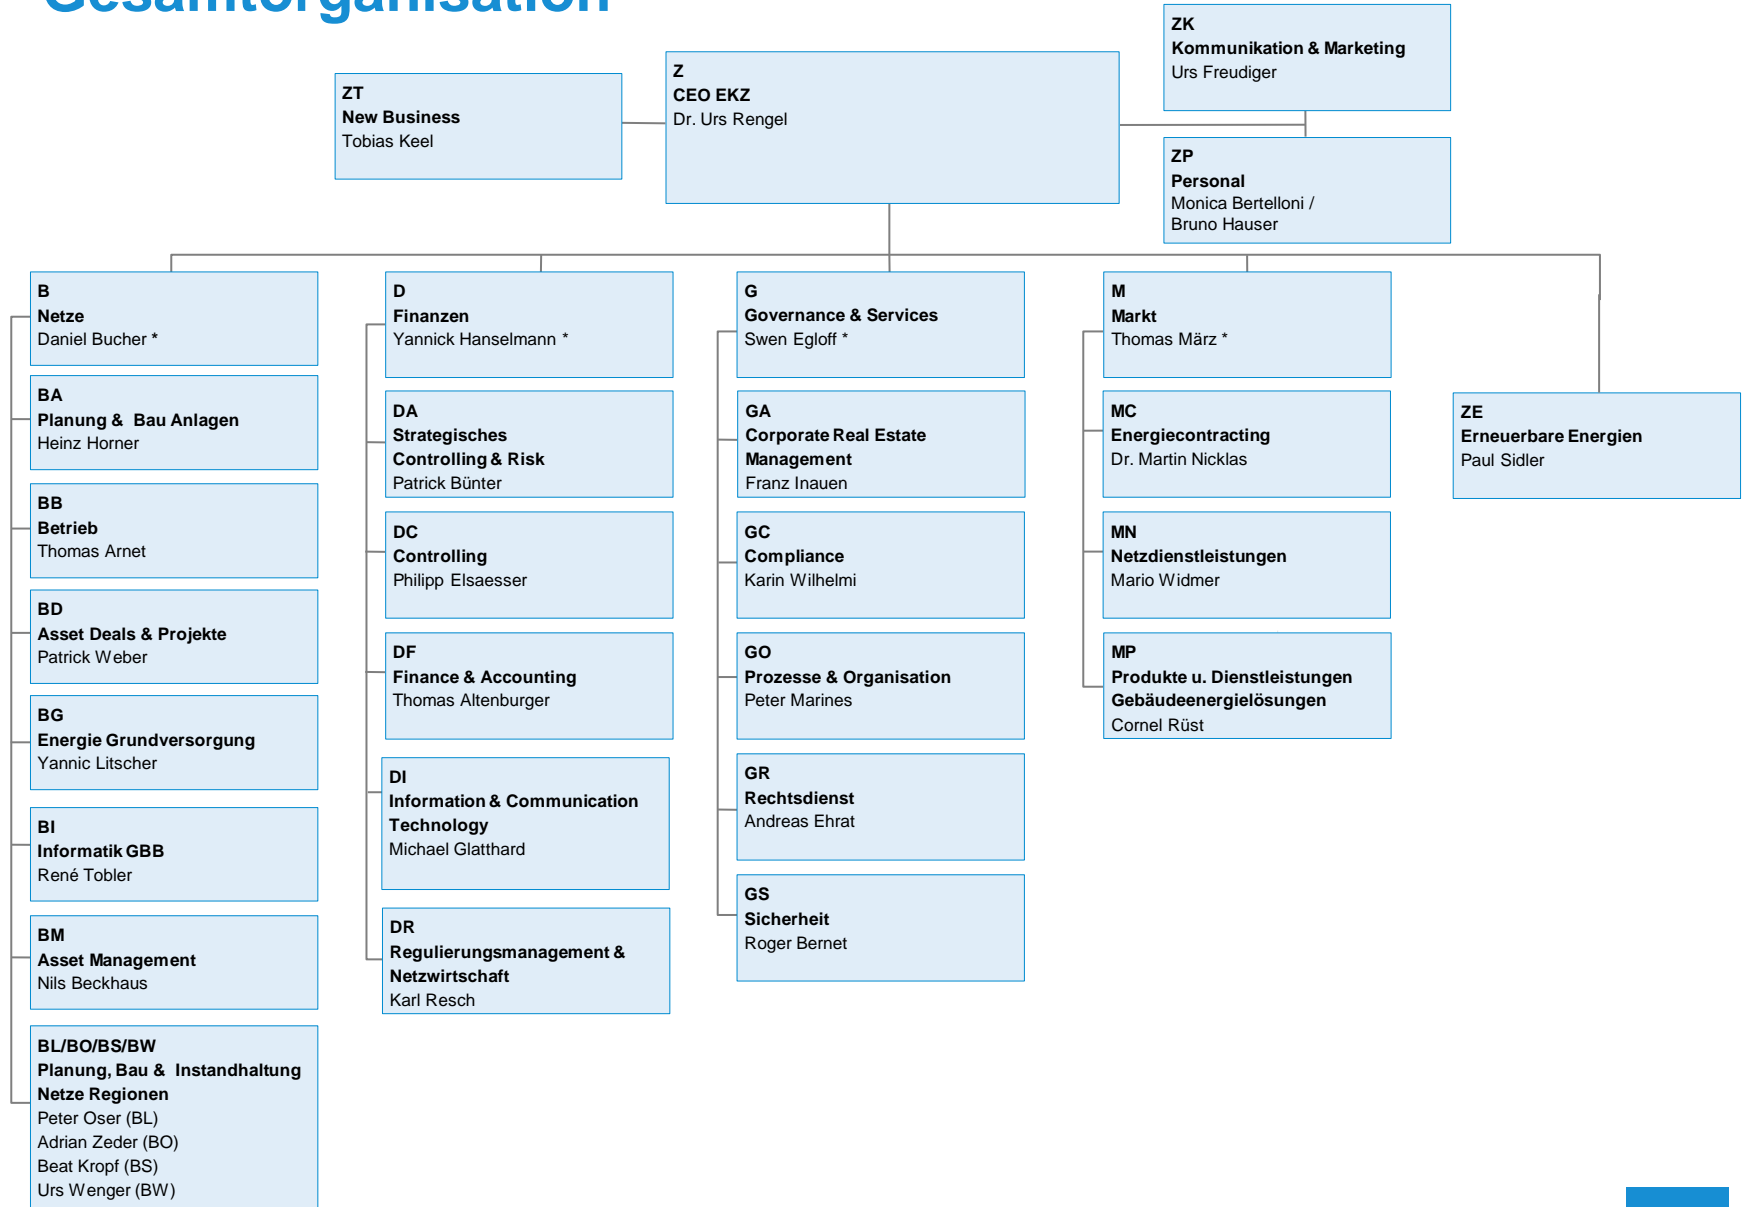 Gesamtorganisation
ZK
Kommunikation & Marketing
Urs Freudiger
Z
CEO EKZ
Dr. Urs Rengel
ZT
New Business
Tobias Keel
ZP
Personal
Monica Bertelloni /
Bruno Hauser
B
Netze
Daniel Bucher *
BA
Planung & Bau Anlagen
Heinz Horner
BB
Betrieb
Thomas Arnet
BD
Asset Deals & Projekte
Patrick Weber
BG
Energie Grundversorgung
Yannic Litscher
BI
Informatik GBB
René Tobler
BM
Asset Management
Nils Beckhaus
BL/BO/BS/BW
Planung, Bau & Instandhaltung
Netze Regionen
Peter Oser (BL)
Adrian Zeder (BO)
Beat Kropf (BS)
Urs Wenger (BW)
D
Finanzen
Yannick Hanselmann *
DA
Strategisches
Controlling & Risk
Patrick Bünter
DC
Controlling
Philipp Elsaesser
DF
Finance & Accounting
Thomas Altenburger
DI
Information & Communication
Technology
Michael Glatthard
DR
Regulierungsmanagement &
Netzwirtschaft
Karl Resch
G
Governance & Services
Swen Egloff *
GA
Corporate Real Estate
Management
Franz Inauen
GC
Compliance
Karin Wilhelmi
GO
Prozesse & Organisation
Peter Marines
GR
Rechtsdienst
Andreas Ehrat
GS
Sicherheit
Roger Bernet
M
Markt
Thomas März *
MC
Energiecontracting
Dr. Martin Nicklas
MN
Netzdienstleistungen
Mario Widmer
MP
Produkte u. Dienstleistungen
Gebäudeenergielösungen
Cornel Rüst
ZE
Erneuerbare Energien
Paul Sidler